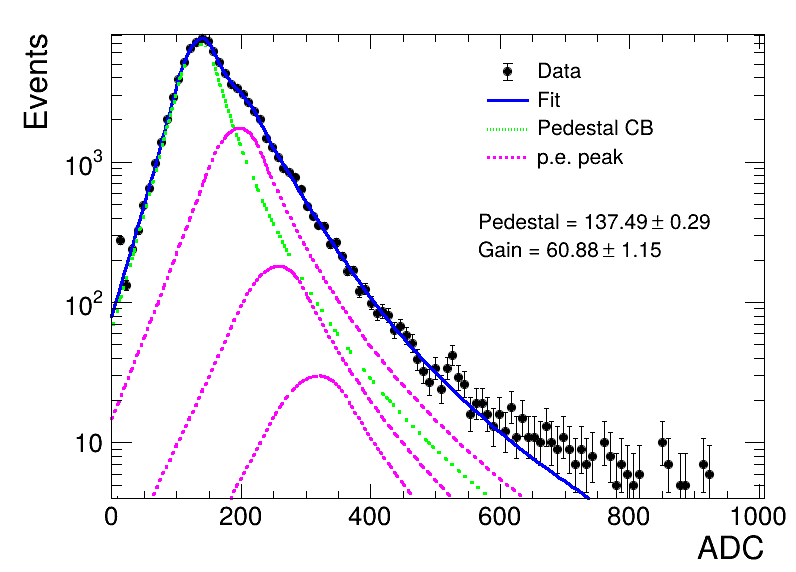 Events
Data
Fit
Pedestal CB
p.e. peak
Pedestal = 137.49 ± 0.29
Gain = 60.88 ± 1.15
10³
10²
10
0 200 400 600 800 1000
ADC